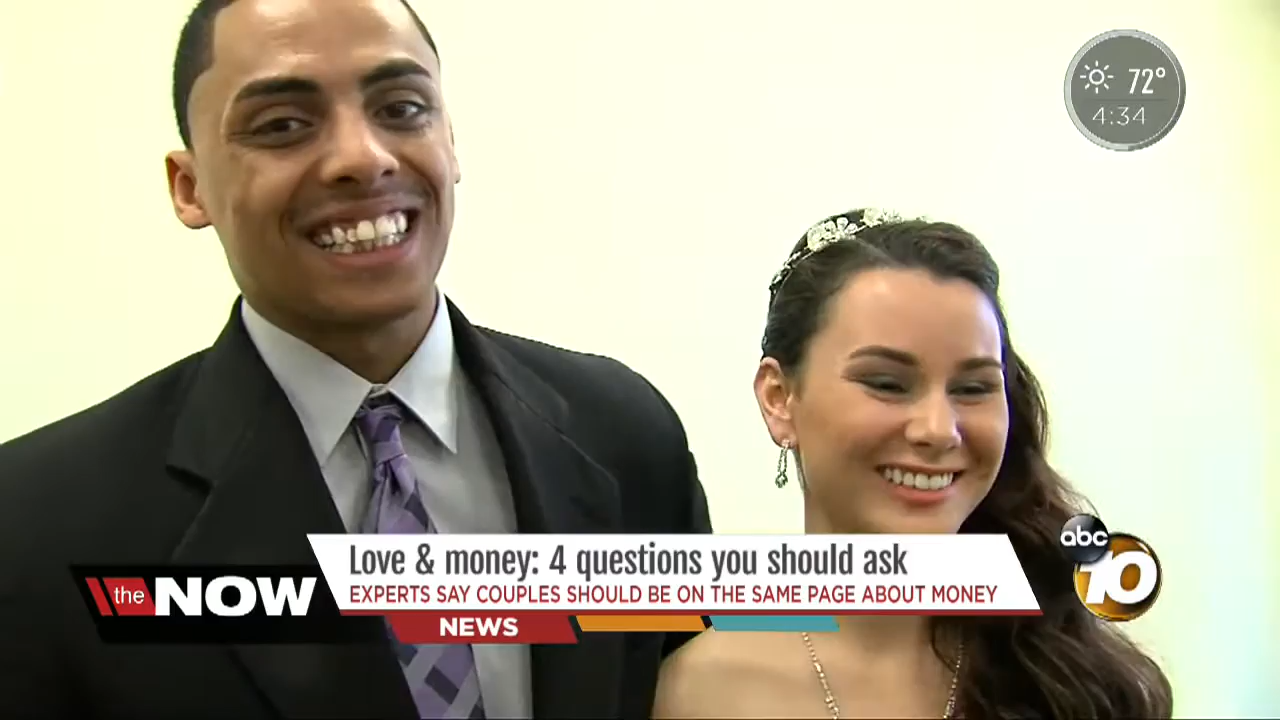 72°
4:34
Love & money: 4 questions you should ask
the NOW
EXPERTS SAY COUPLES SHOULD BE ON THE SAME PAGE ABOUT MONEY
NEWS
abc
10